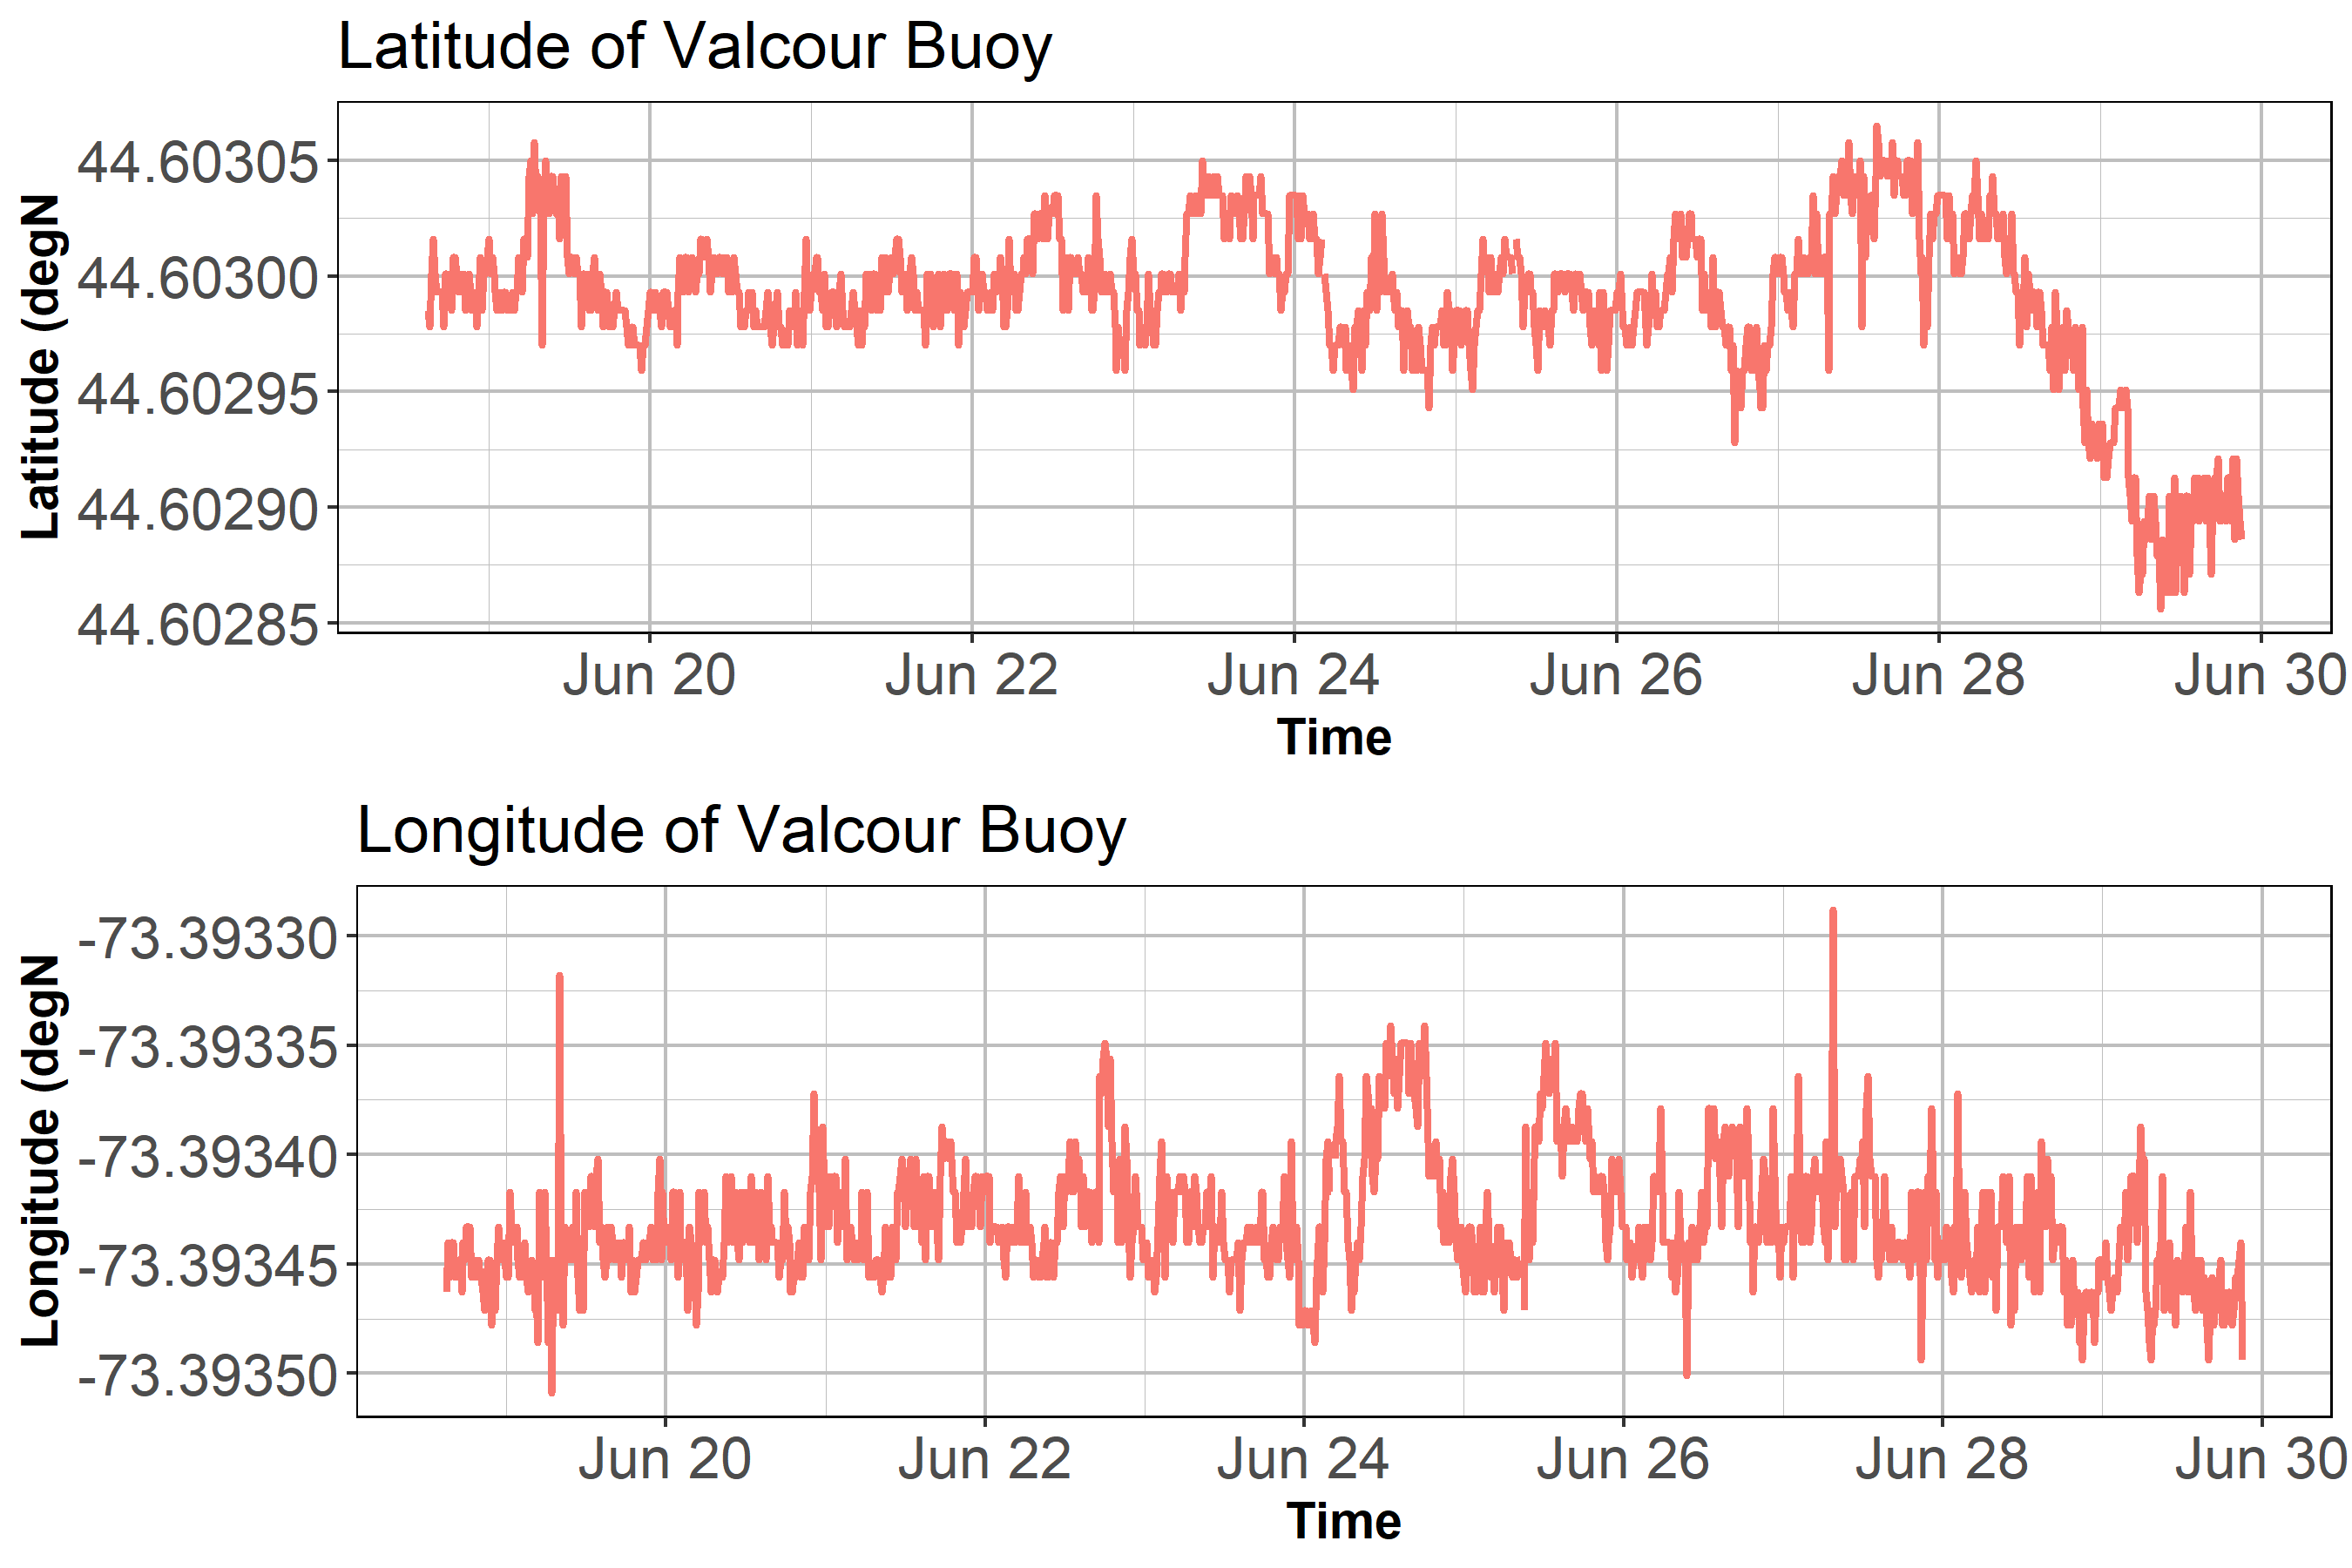 Latitude of Valcour Buoy
Latitude (degN
44.60305
44.60300
44.60295
44.60290
44.60285
Jun 20 Jun 22 Jun 24 Jun 26 Jun 28 Jun 30
Time
Longitude of Valcour Buoy
Longitude (degN
-73.39330
-73.39335
-73.39340
-73.39345
-73.39350
Jun 20 Jun 22 Jun 24 Jun 26 Jun 28 Jun 30
Time